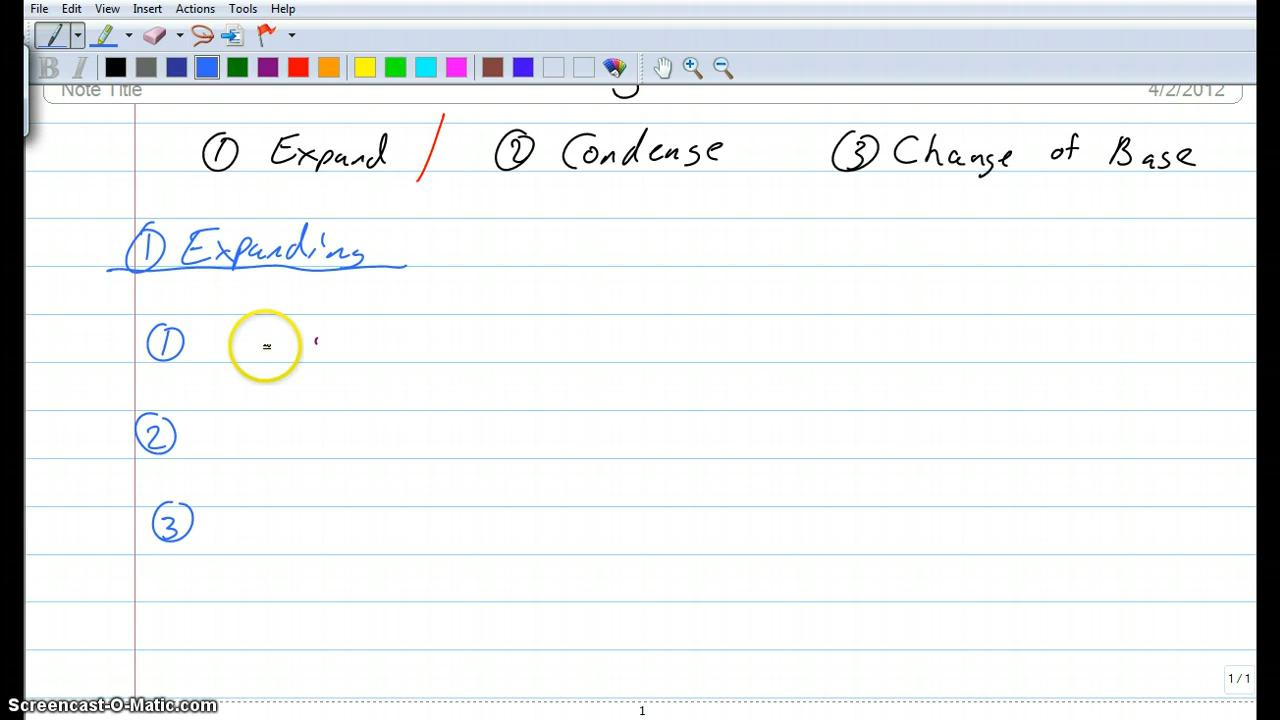 File Edit View Insert Actions Tools Help
B I
Note Title 4/2/2012
① Expand / ② Condense ③ Change of Base
① Expanding
①
②
③
1/1
Screencast-O-Matic.com
1